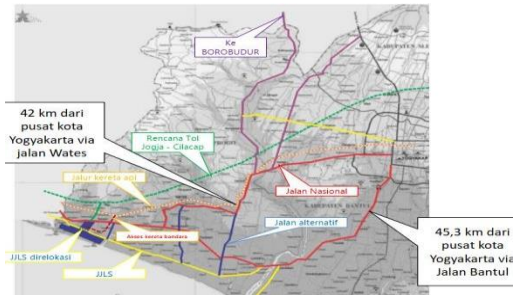 Ke
BOROBUDUR
42 km dari
pusat kota
Yogyakarta via
jalan Wates
Rencana Tol
Jogja - Cilacap
Jalur kereta api
Jalan Nasional
KABUPATEN BANTUL
Akses kereta bandara
Jalan alternatif
JJLS direlokasi
JJLS
45,3 km dari
pusat kota
Yogyakarta via
Jalan Bantul